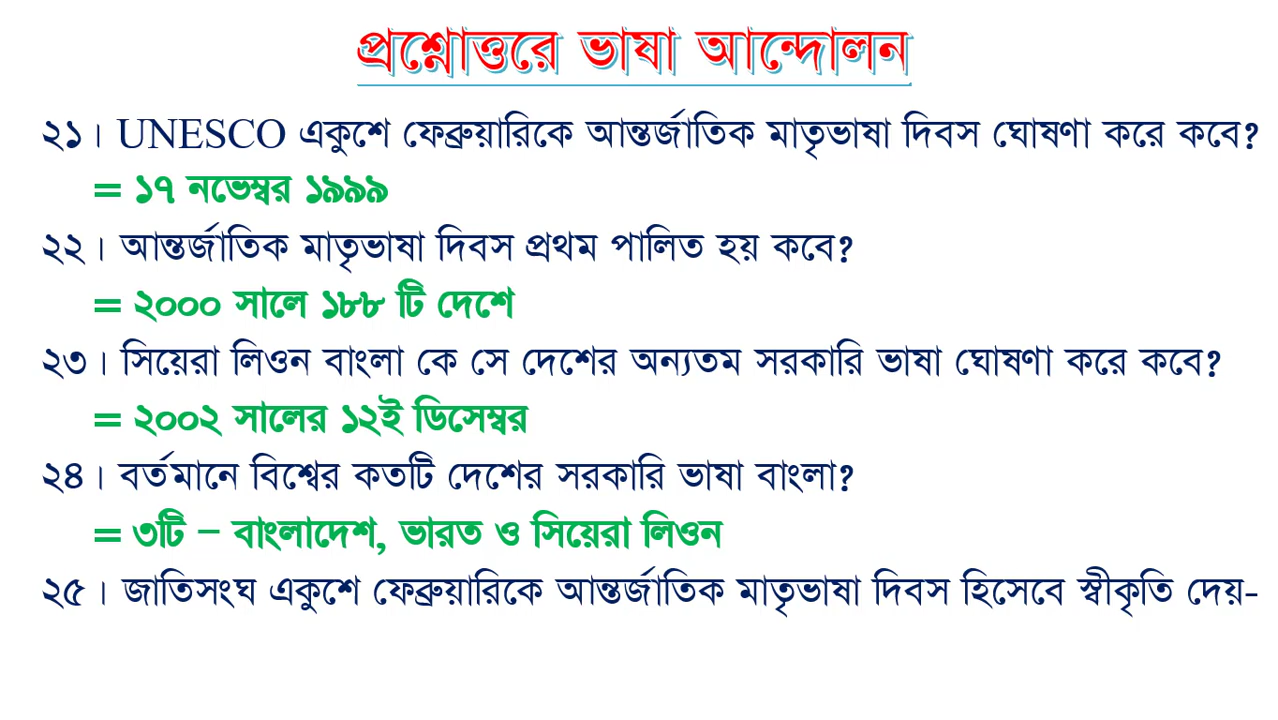 প্রশ্নোত্তরে ভাষা আন্দোলন
২১। UNESCO একুশে ফেব্রুয়ারিকে আন্তর্জাতিক মাতৃভাষা দিবস ঘোষণা করে কবে?
= ১৭ নভেম্বর ১৯৯৯
২২। আন্তর্জাতিক মাতৃভাষা দিবস প্রথম পালিত হয় কবে?
= ২০০০ সালে ১৮৮ টি দেশে
২৩। সিয়েরা লিওন বাংলা কে সে দেশের অন্যতম সরকারি ভাষা ঘোষণা করে কবে?
= ২০০২ সালের ১২ই ডিসেম্বর
২৪। বর্তমানে বিশ্বের কতটি দেশের সরকারি ভাষা বাংলা?
= ৩টি – বাংলাদেশ, ভারত ও সিয়েরা লিওন
২৫। জাতিসংঘ একুশে ফেব্রুয়ারিকে আন্তর্জাতিক মাতৃভাষা দিবস হিসেবে স্বীকৃতি দেয়-